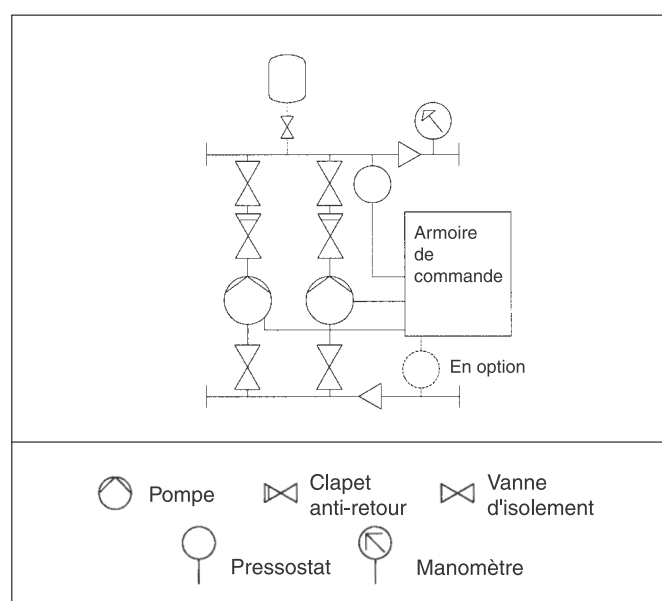 Armoire
de
commande
En option
Pompe
Clapet
anti-retour
Vanne
d'isolement
Pressostat
Manomètre